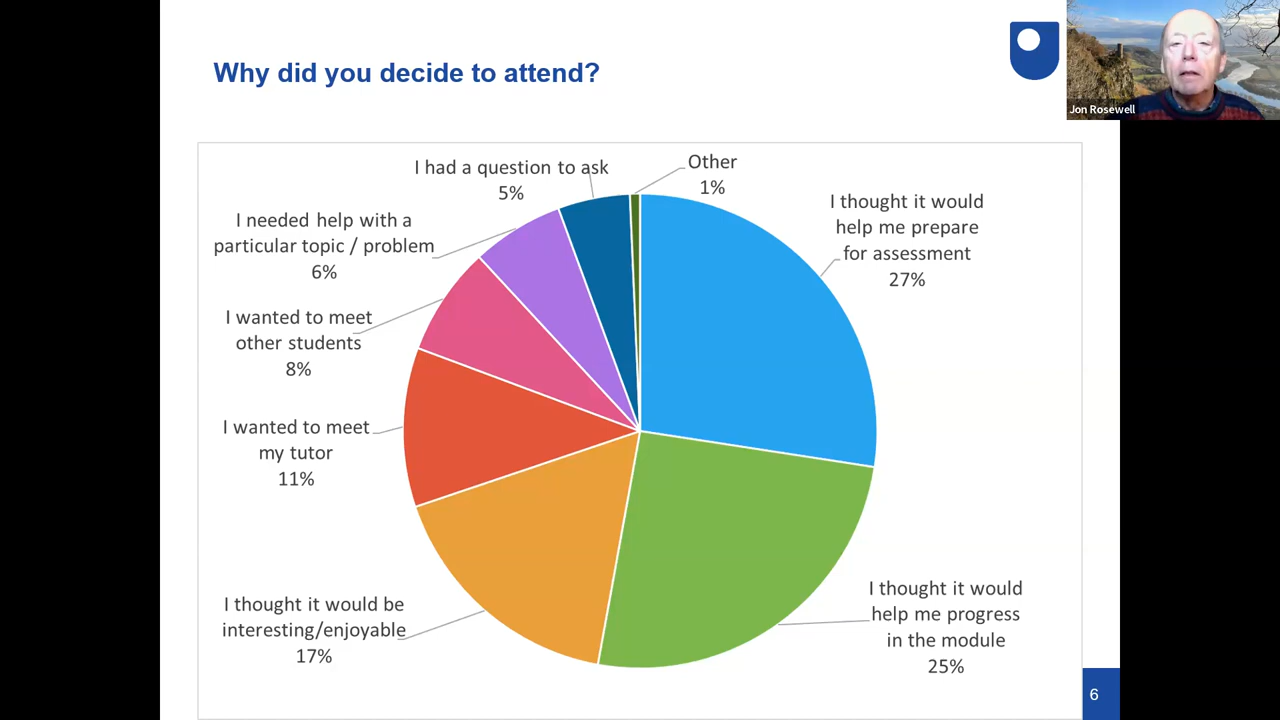 Why did you decide to attend?
Jon Rosewell
I had a question to ask
5%
Other
1%
I thought it would
help me prepare
for assessment
27%
I needed help with a
particular topic / problem
6%
I wanted to meet
other students
8%
I wanted to meet
my tutor
11%
I thought it would be
interesting/enjoyable
17%
I thought it would
help me progress
in the module
25%
6